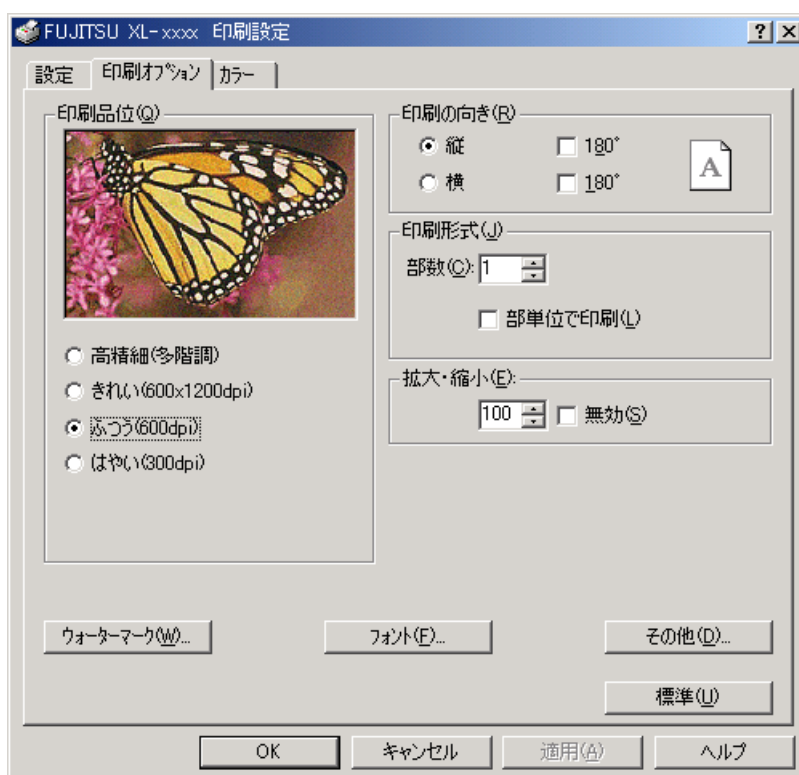 FUJITSU XL-xxxx 印刷設定
設定 印刷オプション カラー
印刷品位(Q)
高精細(多階調)
きれい(600x1200dpi)
ふつう(600dpi)
はやい(300dpi)
印刷の向き(R)
縦 180°
横 180°
A
印刷形式(J)
部数(C): 1
部単位で印刷(L)
拡大・縮小(E):
100 無効(S)
ウォーターマーク(W)... フォント(F)... その他(D)...
標準(U)
OK キャンセル 適用(A) ヘルプ